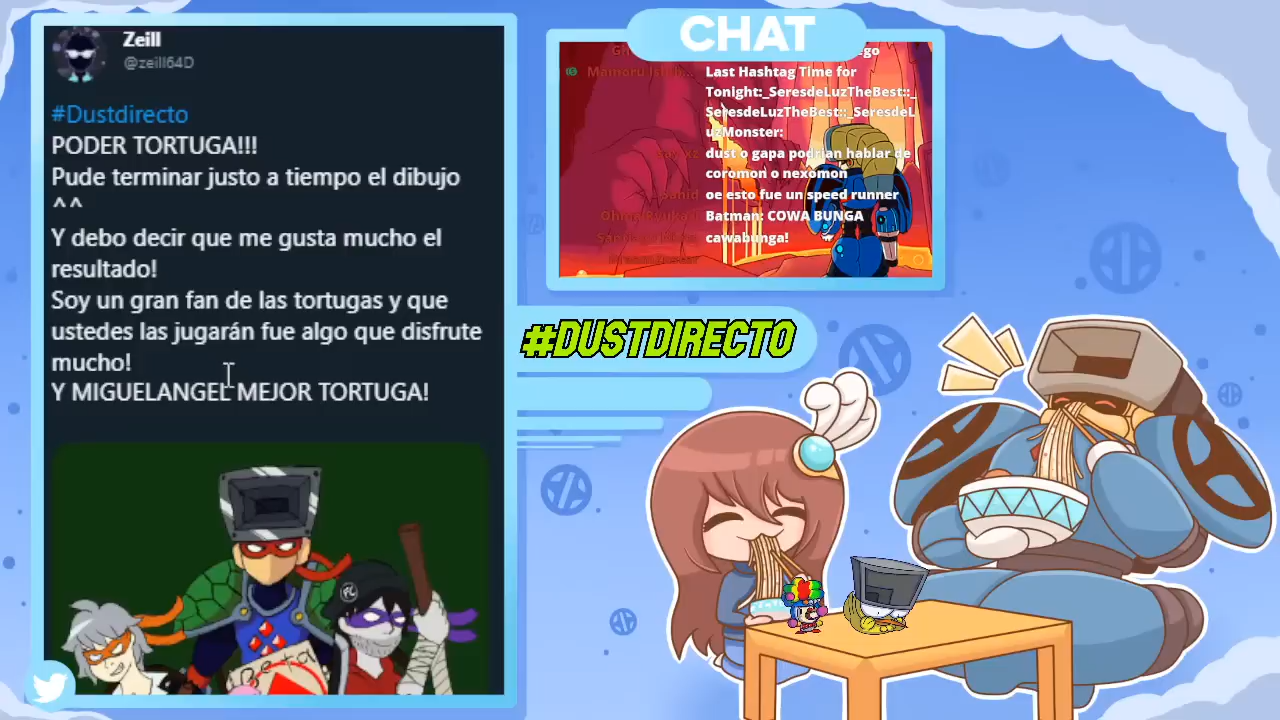 Zeill
@zeill64D
#Dustdirecto
PODER TORTUGA!!!
Pude terminar justo a tiempo el dibujo
^^
Y debo decir que me gusta mucho el
resultado!
Soy un gran fan de las tortugas y que
ustedes las jugarán fue algo que disfrute
mucho!
Y MIGUELANGEL MEJOR TORTUGA!
CHAT
Last Hashtag Time for
Tonight:_SeresdeLuzTheBest::_
SeresdeLuzTheBest::_SeresdeL
uzMonster:
dust o gapa podrian hablar de
coromon o nexomon
oe esto fue un speed runner
Batman: COWA BUNGA
cawabunga!
#DUSTDIRECTO